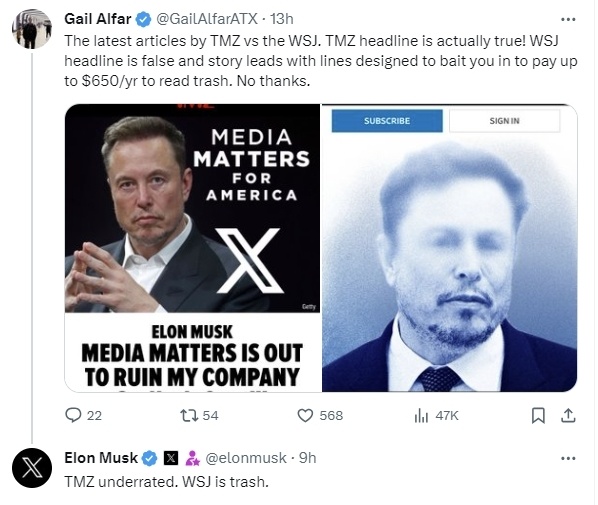 Gail Alfar @GailAlfarATX · 13h
The latest articles by TMZ vs the WSJ. TMZ headline is actually true! WSJ
headline is false and story leads with lines designed to bait you in to pay up
to $650/yr to read trash. No thanks.
MEDIA
MATTERS
FOR
AMERICA
Getty
ELON MUSK
MEDIA MATTERS IS OUT
TO RUIN MY COMPANY
SUBSCRIBE
SIGN IN
22 54 568 47K
Elon Musk @elonmusk · 9h
TMZ underrated. WSJ is trash.